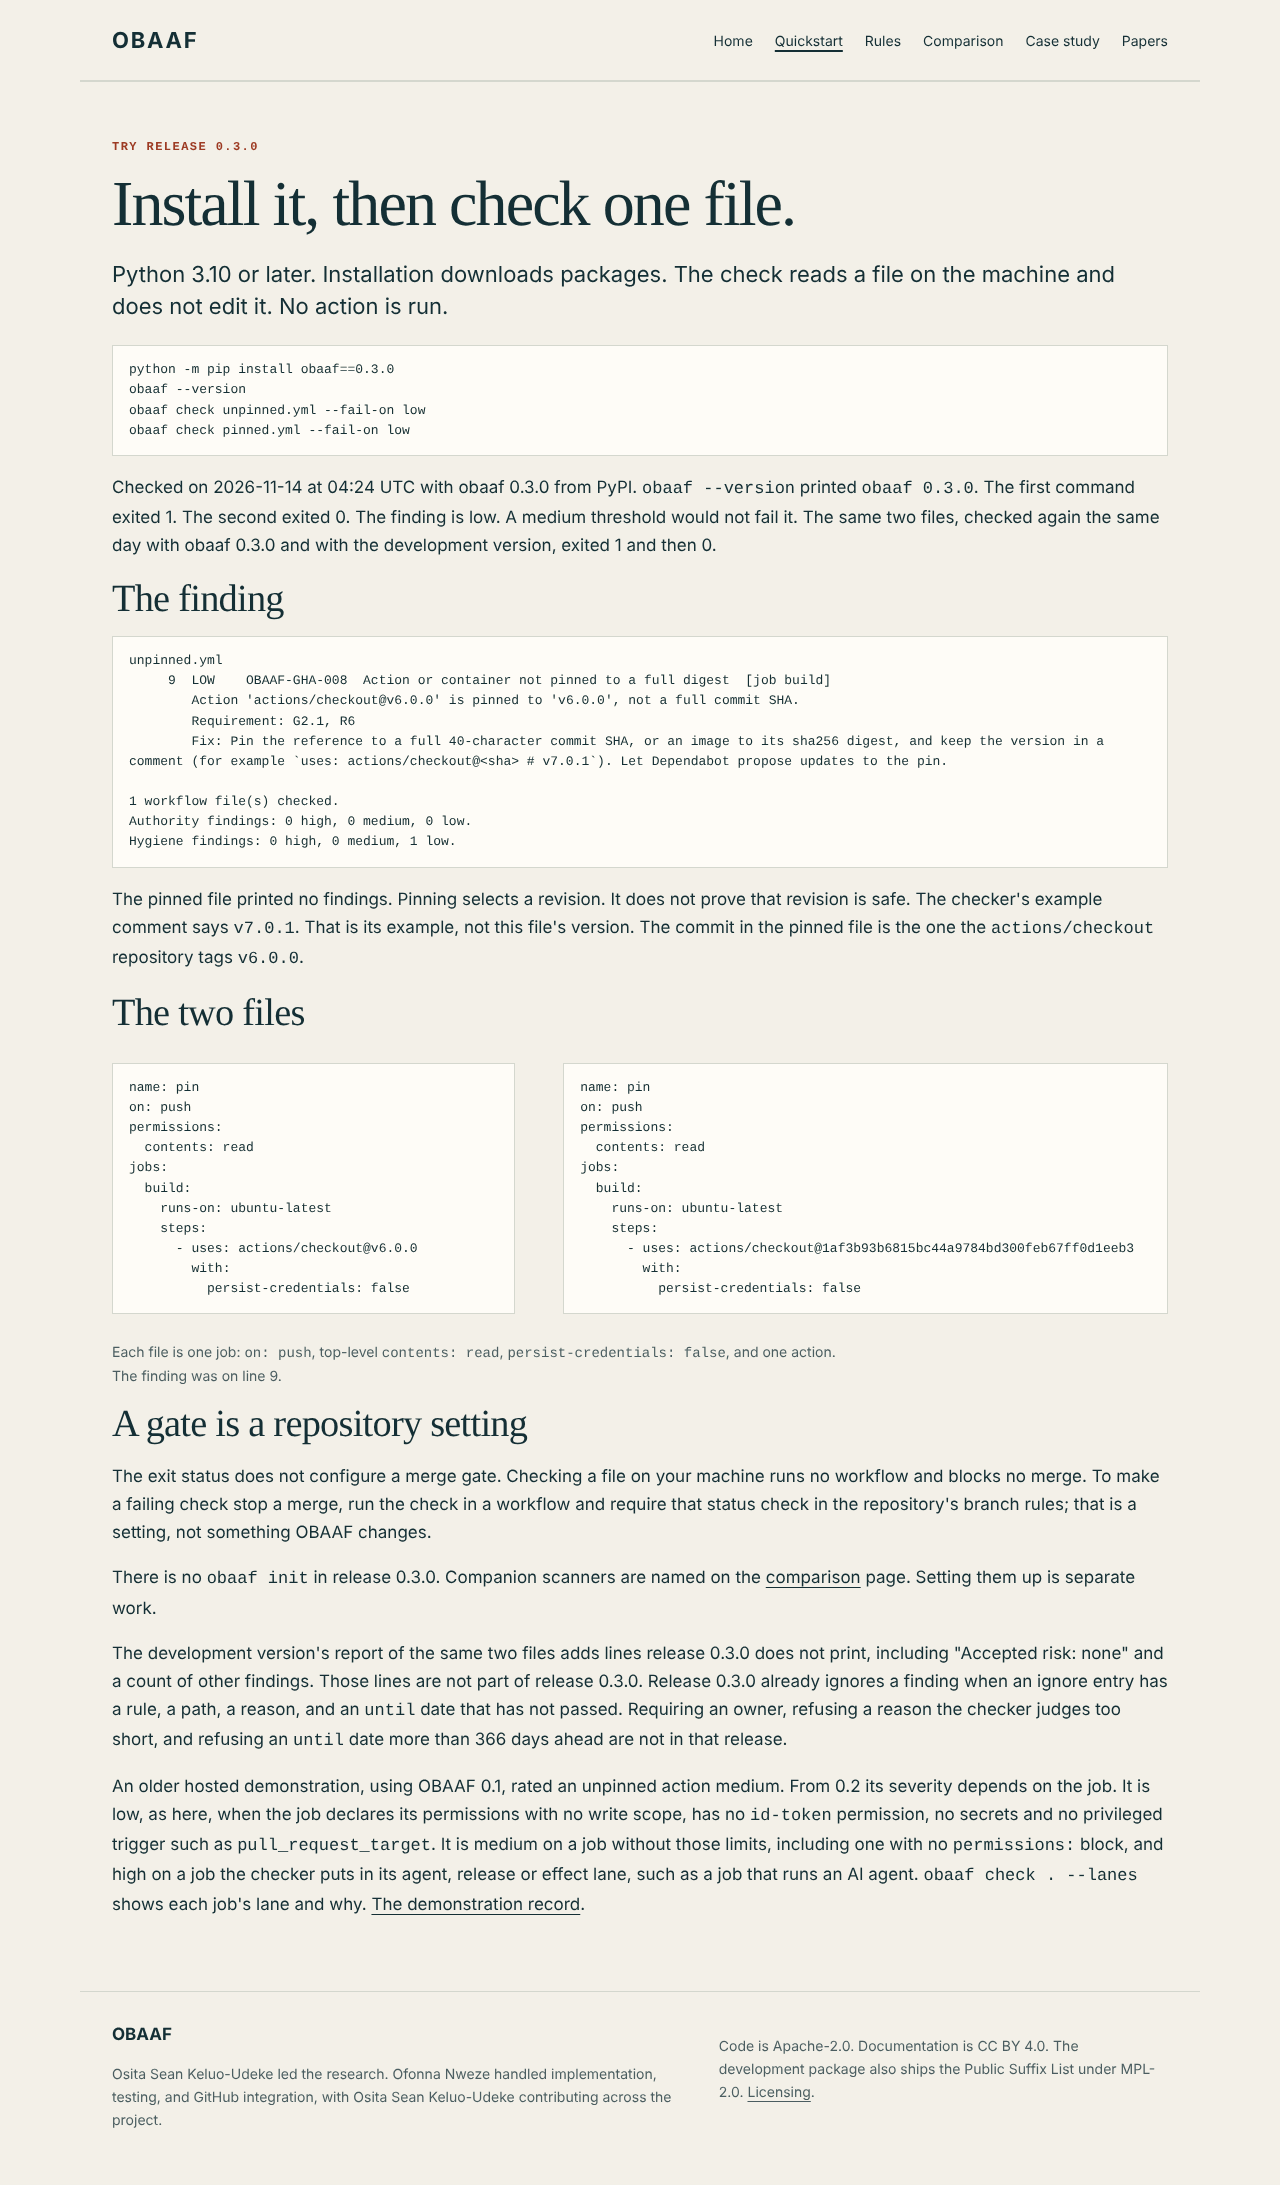 OBAAF
Home Quickstart Rules Comparison Case study Papers
TRY RELEASE 0.3.0
Install it, then check one file.
Python 3.10 or later. Installation downloads packages. The check reads a file on the machine and
does not edit it. No action is run.
python -m pip install obaaf==0.3.0
obaaf --version
obaaf check unpinned.yml --fail-on low
obaaf check pinned.yml --fail-on low
Checked on 2026-11-14 at 04:24 UTC with obaaf 0.3.0 from PyPI. obaaf --version printed obaaf 0.3.0. The first command
exited 1. The second exited 0. The finding is low. A medium threshold would not fail it. The same two files, checked again the same
day with obaaf 0.3.0 and with the development version, exited 1 and then 0.
The finding
unpinned.yml
     9  LOW    OBAAF-GHA-008  Action or container not pinned to a full digest  [job build]
        Action 'actions/checkout@v6.0.0' is pinned to 'v6.0.0', not a full commit SHA.
        Requirement: G2.1, R6
        Fix: Pin the reference to a full 40-character commit SHA, or an image to its sha256 digest, and keep the version in a
comment (for example `uses: actions/checkout@<sha> # v7.0.1`). Let Dependabot propose updates to the pin.
1 workflow file(s) checked.
Authority findings: 0 high, 0 medium, 0 low.
Hygiene findings: 0 high, 0 medium, 1 low.
The pinned file printed no findings. Pinning selects a revision. It does not prove that revision is safe. The checker's example
comment says v7.0.1. That is its example, not this file's version. The commit in the pinned file is the one the actions/checkout
repository tags v6.0.0.
The two files
name: pin
on: push
permissions:
  contents: read
jobs:
  build:
    runs-on: ubuntu-latest
    steps:
      - uses: actions/checkout@v6.0.0
        with:
          persist-credentials: false
name: pin
on: push
permissions:
  contents: read
jobs:
  build:
    runs-on: ubuntu-latest
    steps:
      - uses: actions/checkout@1af3b93b6815bc44a9784bd300feb67ff0d1eeb3
        with:
          persist-credentials: false
Each file is one job: on: push, top-level contents: read, persist-credentials: false, and one action.
The finding was on line 9.
A gate is a repository setting
The exit status does not configure a merge gate. Checking a file on your machine runs no workflow and blocks no merge. To make
a failing check stop a merge, run the check in a workflow and require that status check in the repository's branch rules; that is a
setting, not something OBAAF changes.
There is no obaaf init in release 0.3.0. Companion scanners are named on the comparison page. Setting them up is separate
work.
The development version's report of the same two files adds lines release 0.3.0 does not print, including "Accepted risk: none" and
a count of other findings. Those lines are not part of release 0.3.0. Release 0.3.0 already ignores a finding when an ignore entry has
a rule, a path, a reason, and an until date that has not passed. Requiring an owner, refusing a reason the checker judges too
short, and refusing an until date more than 366 days ahead are not in that release.
An older hosted demonstration, using OBAAF 0.1, rated an unpinned action medium. From 0.2 its severity depends on the job. It is
low, as here, when the job declares its permissions with no write scope, has no id-token permission, no secrets and no privileged
trigger such as pull_request_target. It is medium on a job without those limits, including one with no permissions: block, and
high on a job the checker puts in its agent, release or effect lane, such as a job that runs an AI agent. obaaf check . --lanes
shows each job's lane and why. The demonstration record.
OBAAF
Osita Sean Keluo-Udeke led the research. Ofonna Nweze handled implementation,
testing, and GitHub integration, with Osita Sean Keluo-Udeke contributing across the
project.
Code is Apache-2.0. Documentation is CC BY 4.0. The
development package also ships the Public Suffix List under MPL-
2.0. Licensing.